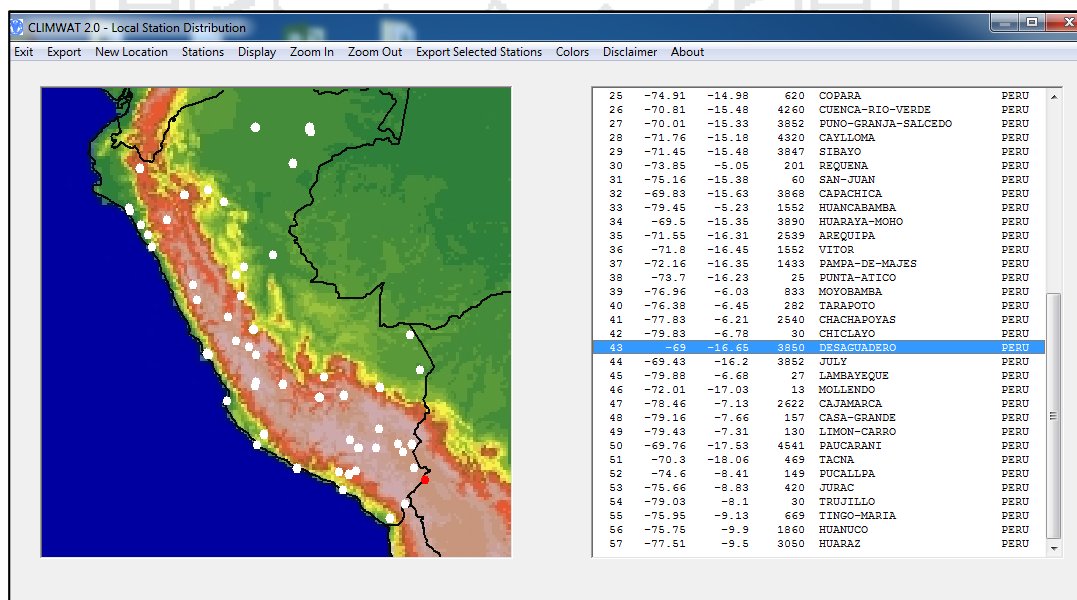 CLIMWAT 2.0 - Local Station Distribution
Exit Export New Location Stations Display Zoom In Zoom Out Export Selected Stations Colors Disclaimer About
25 -74.91 -14.98 620 COPARA PERU
26 -70.81 -15.48 4260 CUENCA-RIO-VERDE PERU
27 -70.01 -15.33 3852 PUNO-GRANJA-SALCEDO PERU
28 -71.76 -15.18 4320 CAYLLOMA PERU
29 -71.45 -15.48 3847 SIBAYO PERU
30 -73.85 -5.05 201 REQUENA PERU
31 -75.16 -15.38 60 SAN-JUAN PERU
32 -69.83 -15.63 3868 CAPACHICA PERU
33 -79.45 -5.23 1552 HUANCABAMBA PERU
34 -69.5 -15.35 3890 HUARAYA-MOHO PERU
35 -71.55 -16.31 2539 AREQUIPA PERU
36 -71.8 -16.45 1552 VITOR PERU
37 -72.16 -16.35 1433 PAMPA-DE-MAJES PERU
38 -73.7 -16.23 25 PUNTA-ATICO PERU
39 -76.96 -6.03 833 MOYOBAMBA PERU
40 -76.38 -6.45 282 TARAPOTO PERU
41 -77.83 -6.21 2540 CHACHAPOYAS PERU
42 -79.83 -6.78 30 CHICLAYO PERU
43 -69 -16.65 3850 DESAGUADERO PERU
44 -69.43 -16.2 3852 JULY PERU
45 -79.88 -6.68 27 LAMBAYEQUE PERU
46 -72.01 -17.03 13 MOLLENDO PERU
47 -78.46 -7.13 2622 CAJAMARCA PERU
48 -79.16 -7.66 157 CASA-GRANDE PERU
49 -79.43 -7.31 130 LIMON-CARRO PERU
50 -69.76 -17.53 4541 PAUCARANI PERU
51 -70.3 -18.06 469 TACNA PERU
52 -74.6 -8.41 149 PUCALLPA PERU
53 -75.66 -8.83 420 JURAC PERU
54 -79.03 -8.1 30 TRUJILLO PERU
55 -75.95 -9.13 669 TINGO-MARIA PERU
56 -75.75 -9.9 1860 HUANUCO PERU
57 -77.51 -9.5 3050 HUARAZ PERU